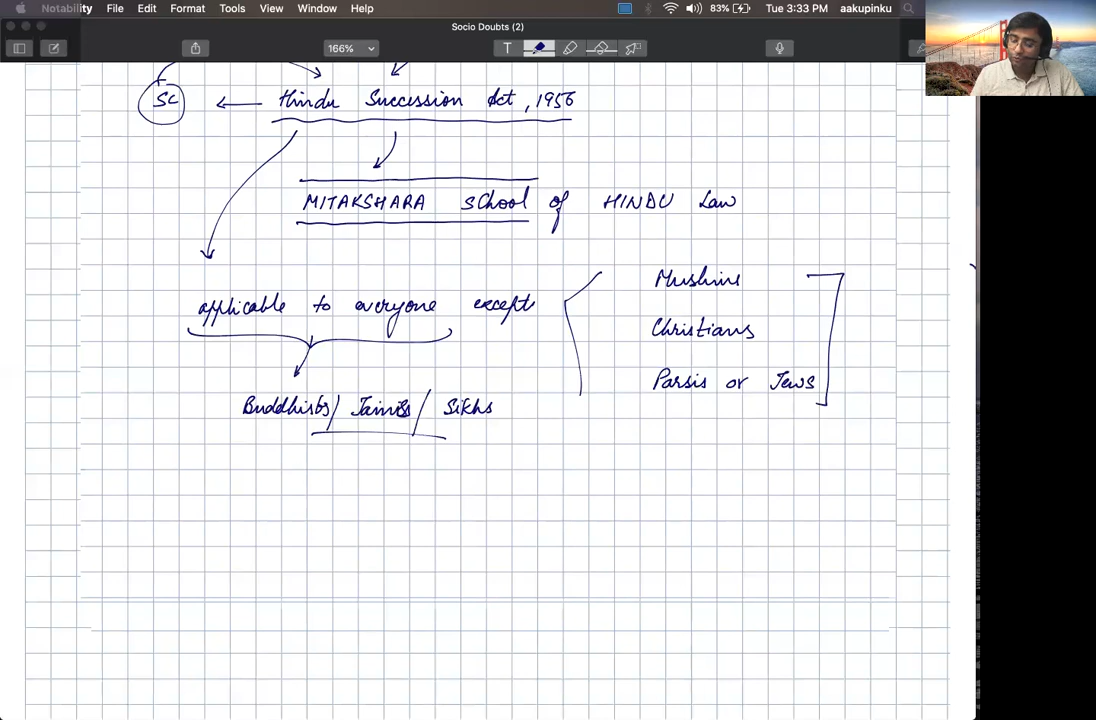 Notability File Edit Format Tools View Window Help 83% Tue 3:33 PM aakupinku
Socio Doubts (2)
166% T
SC ← Hindu Succession Act, 1956
MITAKSHARA School of HINDU Law
applicable to everyone except
Muslims
Christians
Parsis or Jews
Buddhists/ Jains/ Sikhs